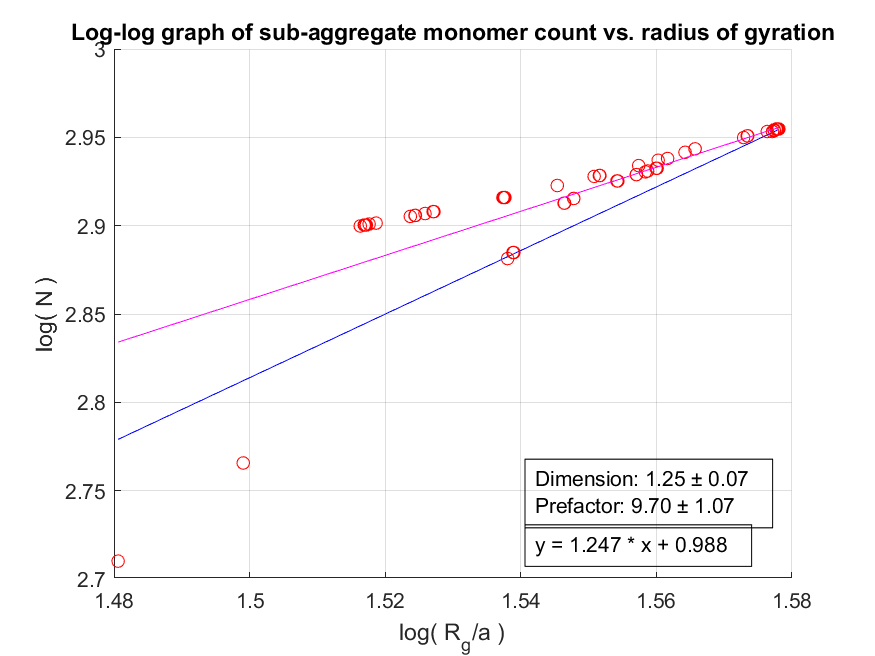 Log-log graph of sub-aggregate monomer count vs. radius of gyration
3
2.95
2.9
2.85
2.8
2.75
2.7
log( N )
Dimension: 1.25 ± 0.07
Prefactor: 9.70 ± 1.07
y = 1.247 * x + 0.988
1.48 1.5 1.52 1.54 1.56 1.58
log( R_g/a )